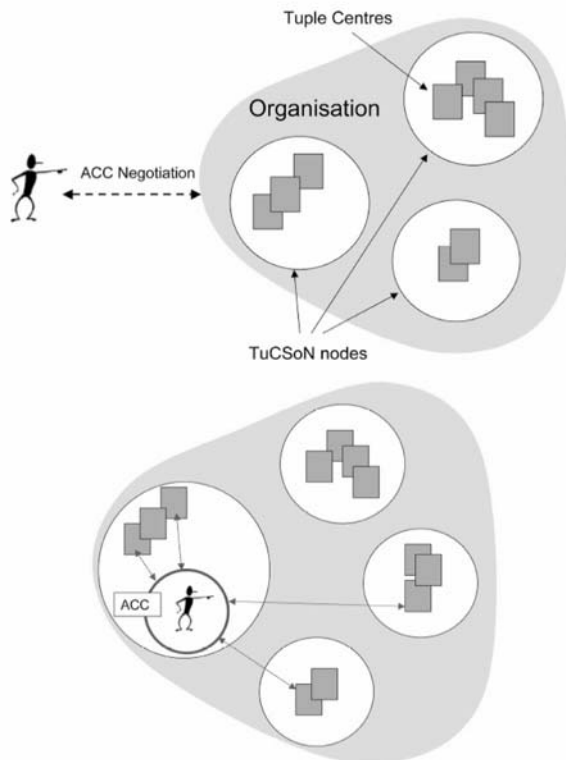 Tuple Centres
Organisation
ACC Negotiation
TuCSoN nodes
ACC